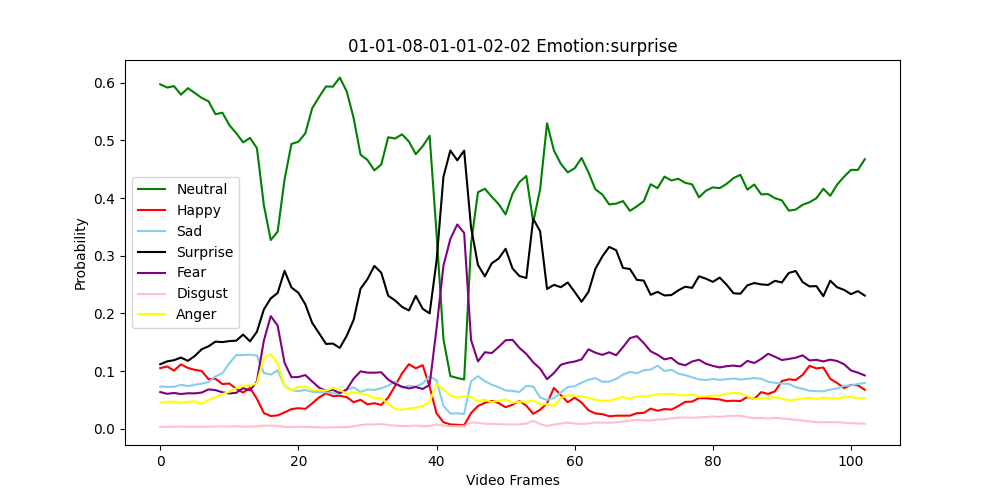 01-01-08-01-01-02-02 Emotion:surprise
Probability
0.6
0.5
0.4
0.3
0.2
0.1
0.0
Neutral
Happy
Sad
Surprise
Fear
Disgust
Anger
0 20 40 60 80 100
Video Frames